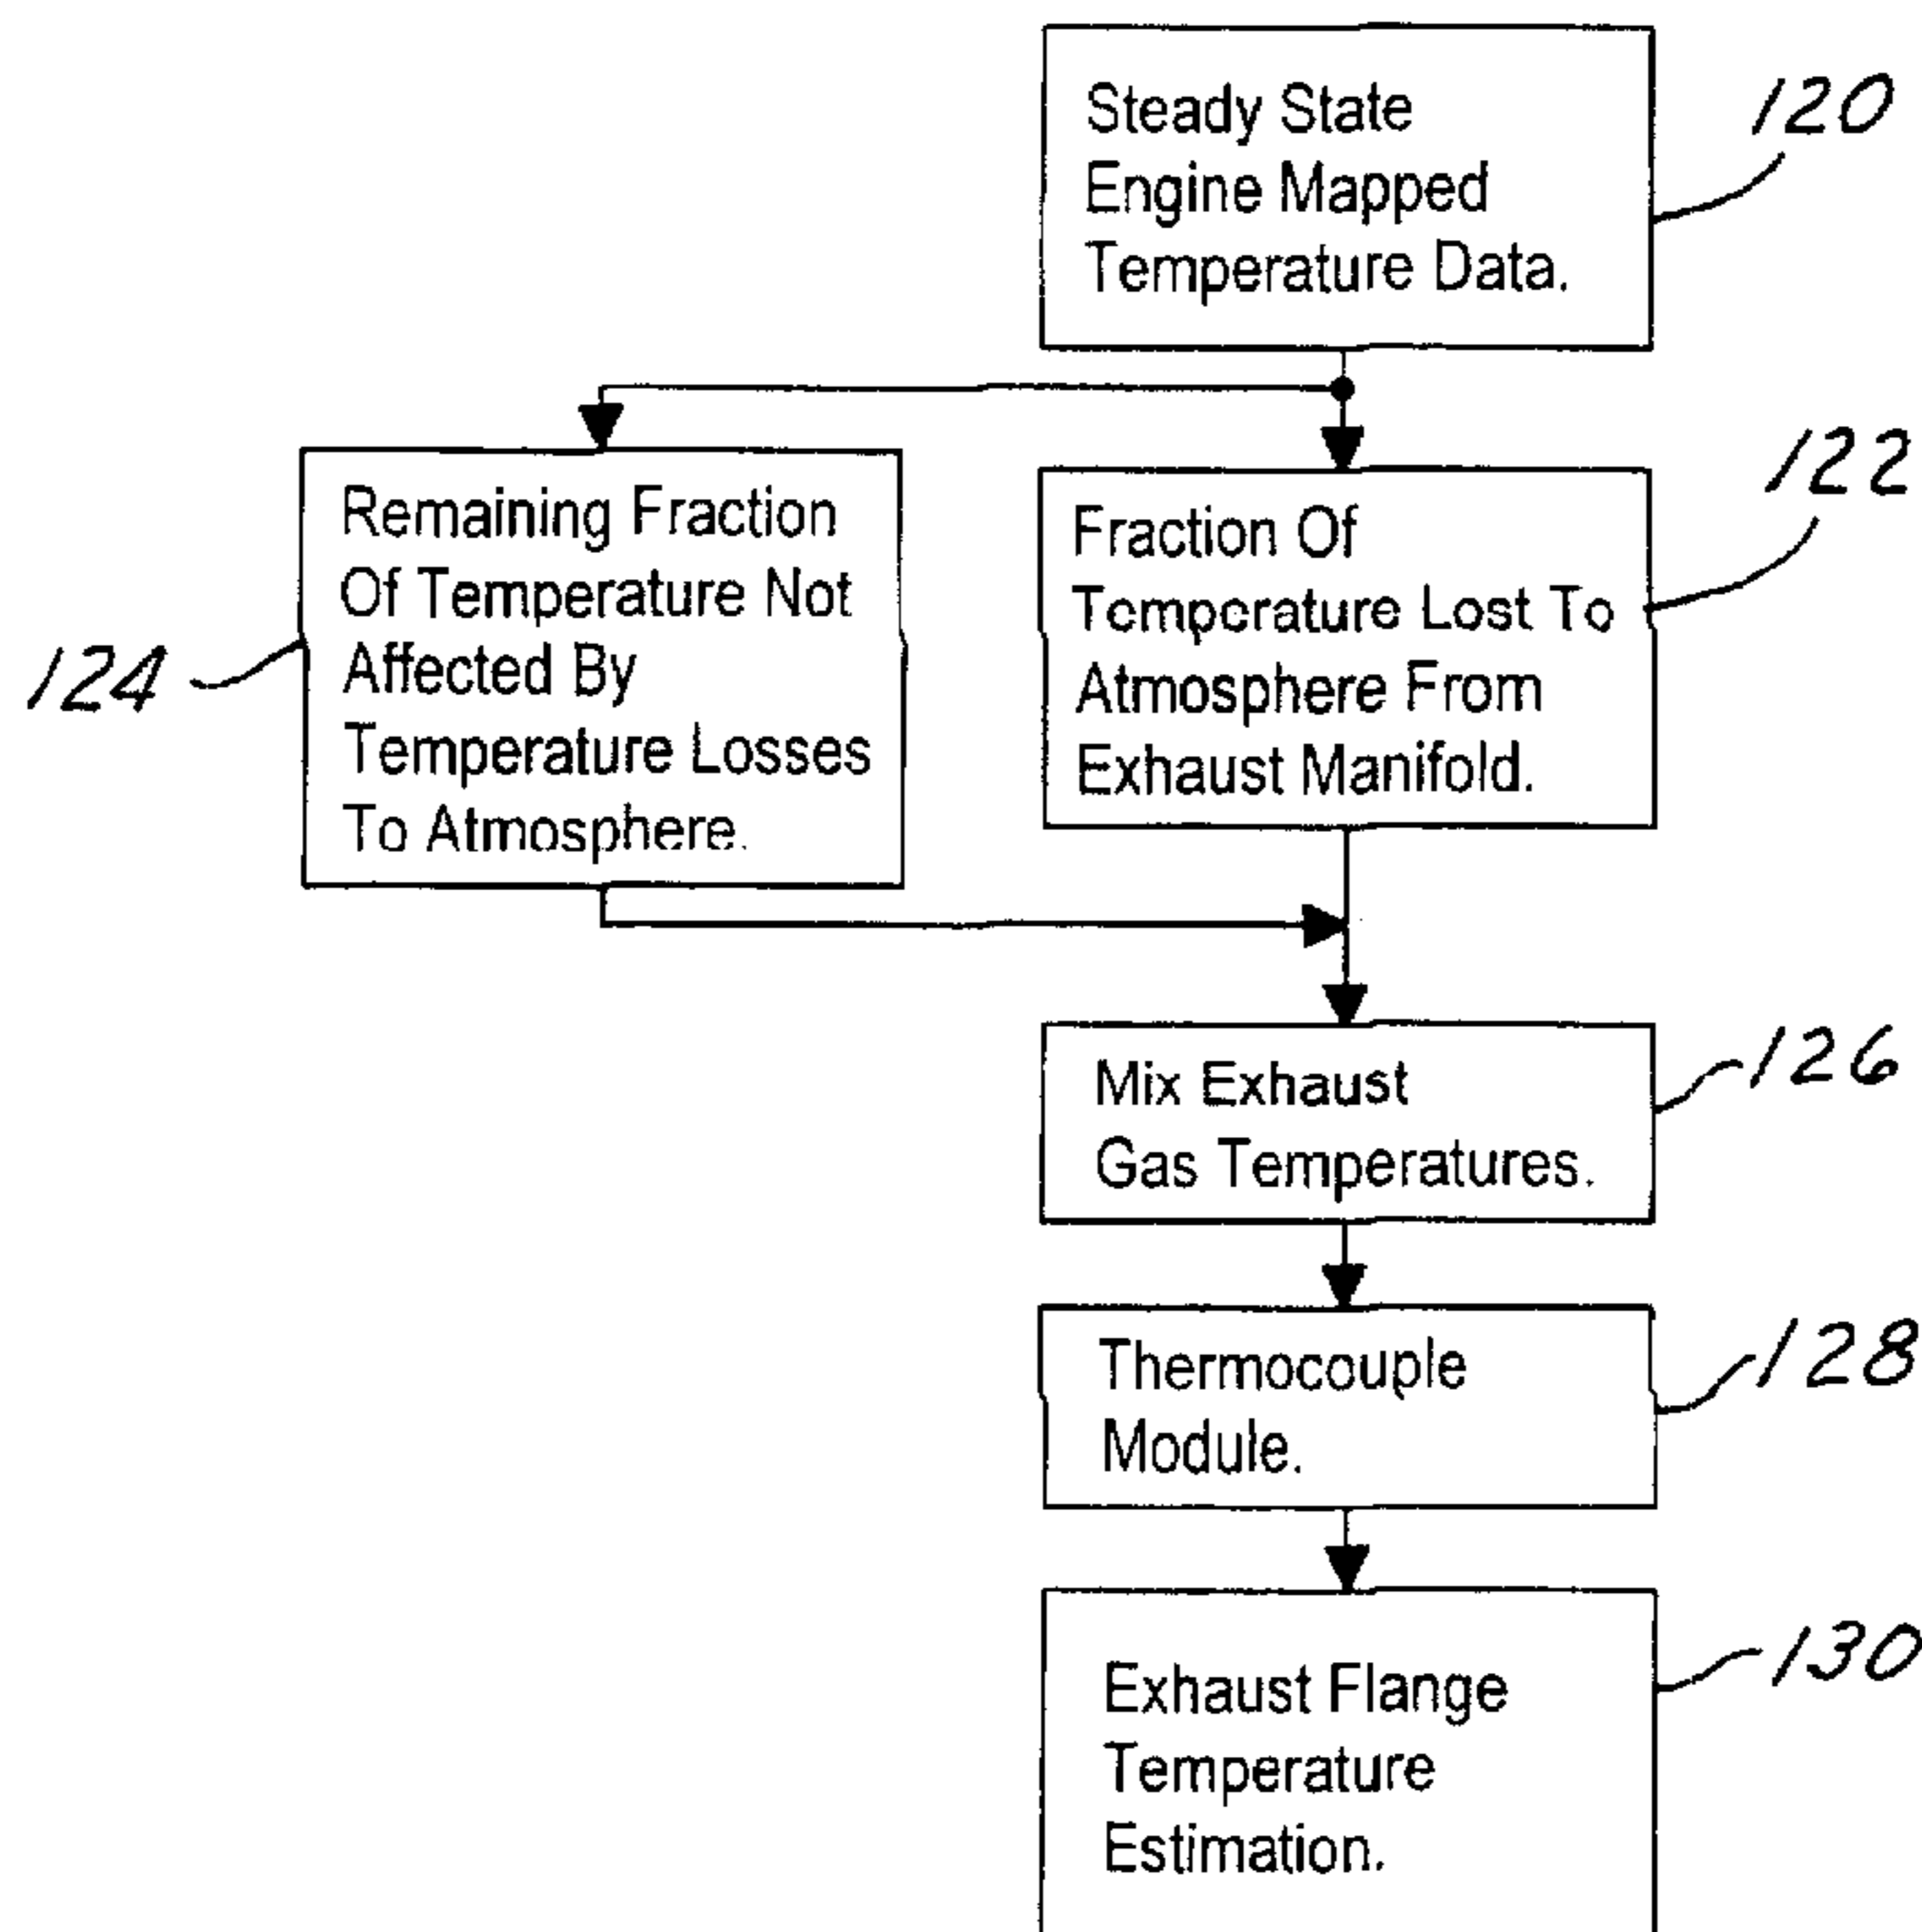 Steady State
Engine Mapped
Temperature Data.
120
Remaining Fraction
Of Temperature Not
Affected By
Temperature Losses
To Atmosphere.
124
Fraction Of
Temperature Lost To
Atmosphere From
Exhaust Manifold.
122
Mix Exhaust
Gas Temperatures.
126
Thermocouple
Module.
128
Exhaust Flange
Temperature
Estimation.
130